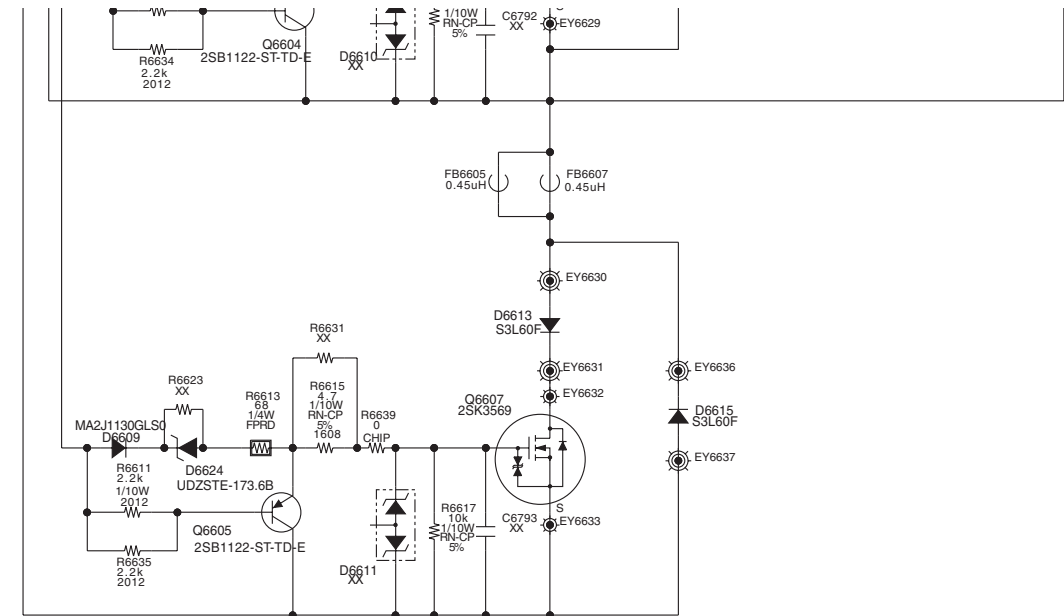 1/10W
RN-CP
5%
C6792
XX
EY6629
Q6604
2SB1122-ST-TD-E
D6610
XX
R6634
2.2k
2012
FB6605
0.45uH
FB6607
0.45uH
EY6630
D6613
S3L60F
R6631
XX
EY6631
EY6636
R6623
XX
R6613
68
1/4W
FPRD
R6615
4.7
1/10W
RN-CP
5%
1608
R6639
0
CHIP
Q6607
2SK3569
EY6632
D6615
S3L60F
MA2J1130GLS0
D6609
D6624
UDZSTE-173.6B
EY6637
R6611
2.2k
1/10W
2012
R6617
10k
1/10W
RN-CP
5%
C6793
XX
S
EY6633
Q6605
2SB1122-ST-TD-E
R6635
2.2k
2012
D6611
XX